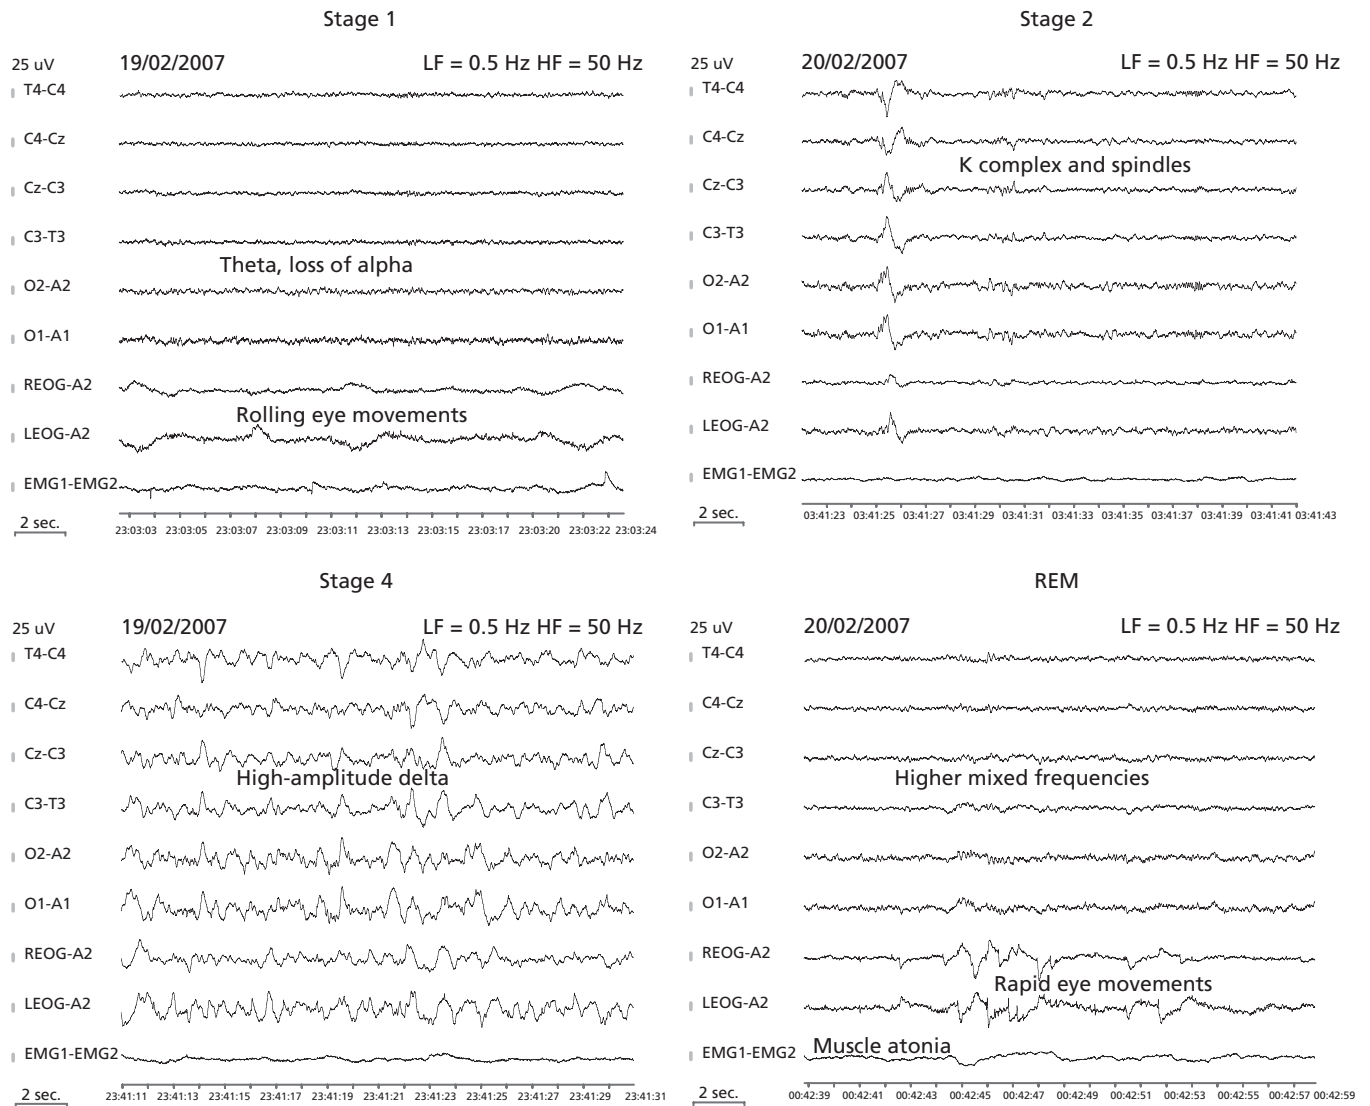 Stage 1
25 uV 19/02/2007 LF = 0.5 Hz HF = 50 Hz
T4-C4
C4-Cz
Cz-C3
C3-T3
Theta, loss of alpha
O2-A2
O1-A1
REOG-A2
Rolling eye movements
LEOG-A2
EMG1-EMG2
2 sec.
23:03:03 23:03:05 23:03:07 23:03:09 23:03:11 23:03:13 23:03:15 23:03:17 23:03:20 23:03:22 23:03:24
Stage 2
25 uV 20/02/2007 LF = 0.5 Hz HF = 50 Hz
T4-C4
C4-Cz
K complex and spindles
Cz-C3
C3-T3
O2-A2
O1-A1
REOG-A2
LEOG-A2
EMG1-EMG2
2 sec.
03:41:23 03:41:25 03:41:27 03:41:29 03:41:31 03:41:33 03:41:35 03:41:37 03:41:39 03:41:41 03:41:43
Stage 4
25 uV 19/02/2007 LF = 0.5 Hz HF = 50 Hz
T4-C4
C4-Cz
Cz-C3
High-amplitude delta
C3-T3
O2-A2
O1-A1
REOG-A2
LEOG-A2
EMG1-EMG2
2 sec.
23:41:11 23:41:13 23:41:15 23:41:17 23:41:19 23:41:21 23:41:23 23:41:25 23:41:27 23:41:29 23:41:31
REM
25 uV 20/02/2007 LF = 0.5 Hz HF = 50 Hz
T4-C4
C4-Cz
Cz-C3
Higher mixed frequencies
C3-T3
O2-A2
O1-A1
REOG-A2
Rapid eye movements
LEOG-A2
EMG1-EMG2 Muscle atonia
2 sec.
00:42:39 00:42:41 00:42:43 00:42:45 00:42:47 00:42:49 00:42:51 00:42:53 00:42:55 00:42:57 00:42:59